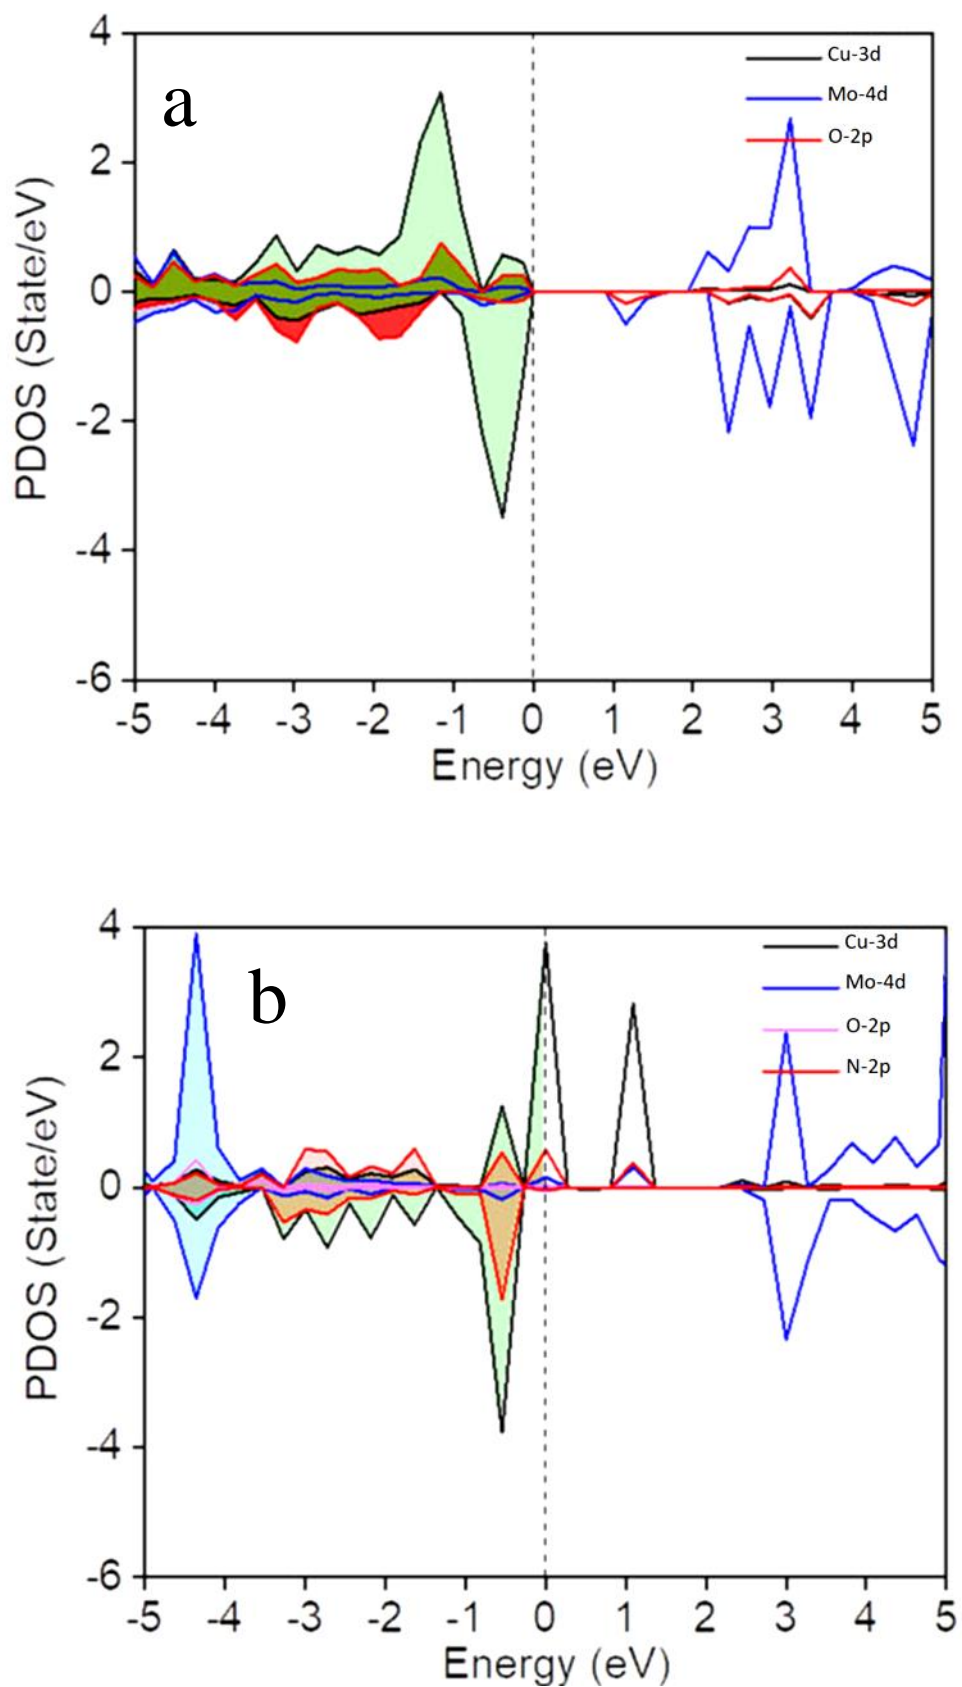 a
Cu-3d
Mo-4d
O-2p
PDOS (State/eV)
4
2
0
-2
-4
-6
-5 -4 -3 -2 -1 0 1 2 3 4 5
Energy (eV)
b
Cu-3d
Mo-4d
O-2p
N-2p
PDOS (State/eV)
4
2
0
-2
-4
-6
-5 -4 -3 -2 -1 0 1 2 3 4 5
Energy (eV)